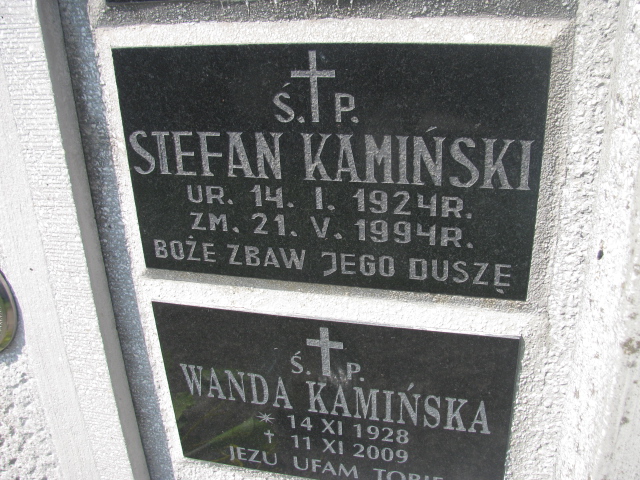 Ś. P.
STEFAN KAMIŃSKI
UR. 14. I. 1924R.
ZM. 21. V. 1994R.
BOŻE ZBAW JEGO DUSZĘ
Ś. P.
WANDA KAMIŃSKA
* 14 XI 1928
† 11 XI 2009
JEZU UFAM TOBIE